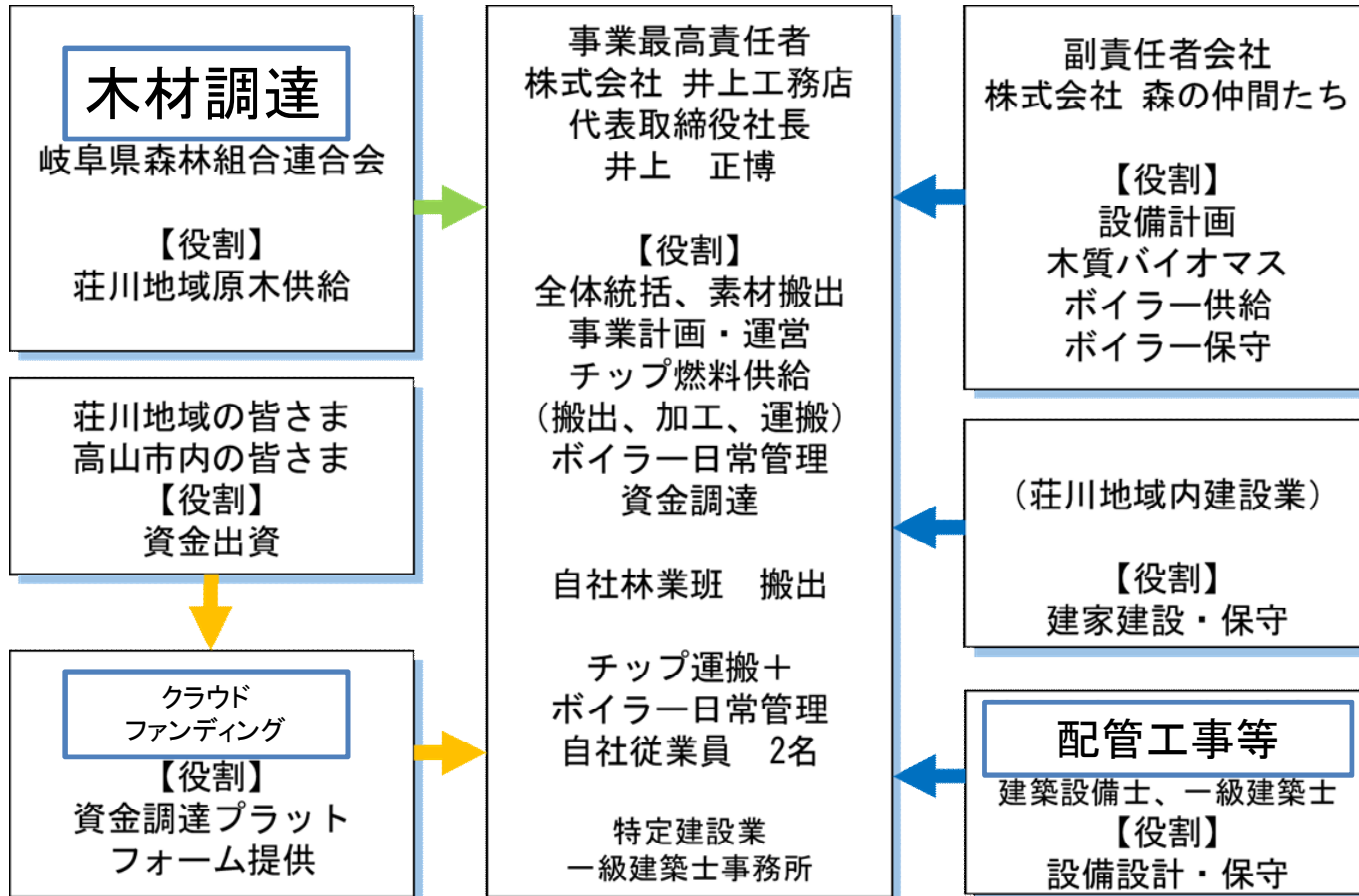 木材調達
岐阜県森林組合連合会
【役割】
荘川地域原木供給
荘川地域の皆さま
高山市内の皆さま
【役割】
資金出資
クラウド
ファンディング
【役割】
資金調達プラット
フォーム提供
事業最高責任者
株式会社 井上工務店
代表取締役社長
井上　正博
【役割】
全体統括、素材搬出
事業計画・運営
チップ燃料供給
（搬出、加工、運搬）
ボイラー日常管理
資金調達
自社林業班　搬出
チップ運搬＋
ボイラー日常管理
自社従業員　2名
特定建設業
一級建築士事務所
副責任者会社
株式会社 森の仲間たち
【役割】
設備計画
木質バイオマス
ボイラー供給
ボイラー保守
（荘川地域内建設業）
【役割】
建家建設・保守
配管工事等
建築設備士、一級建築士
【役割】
設備設計・保守